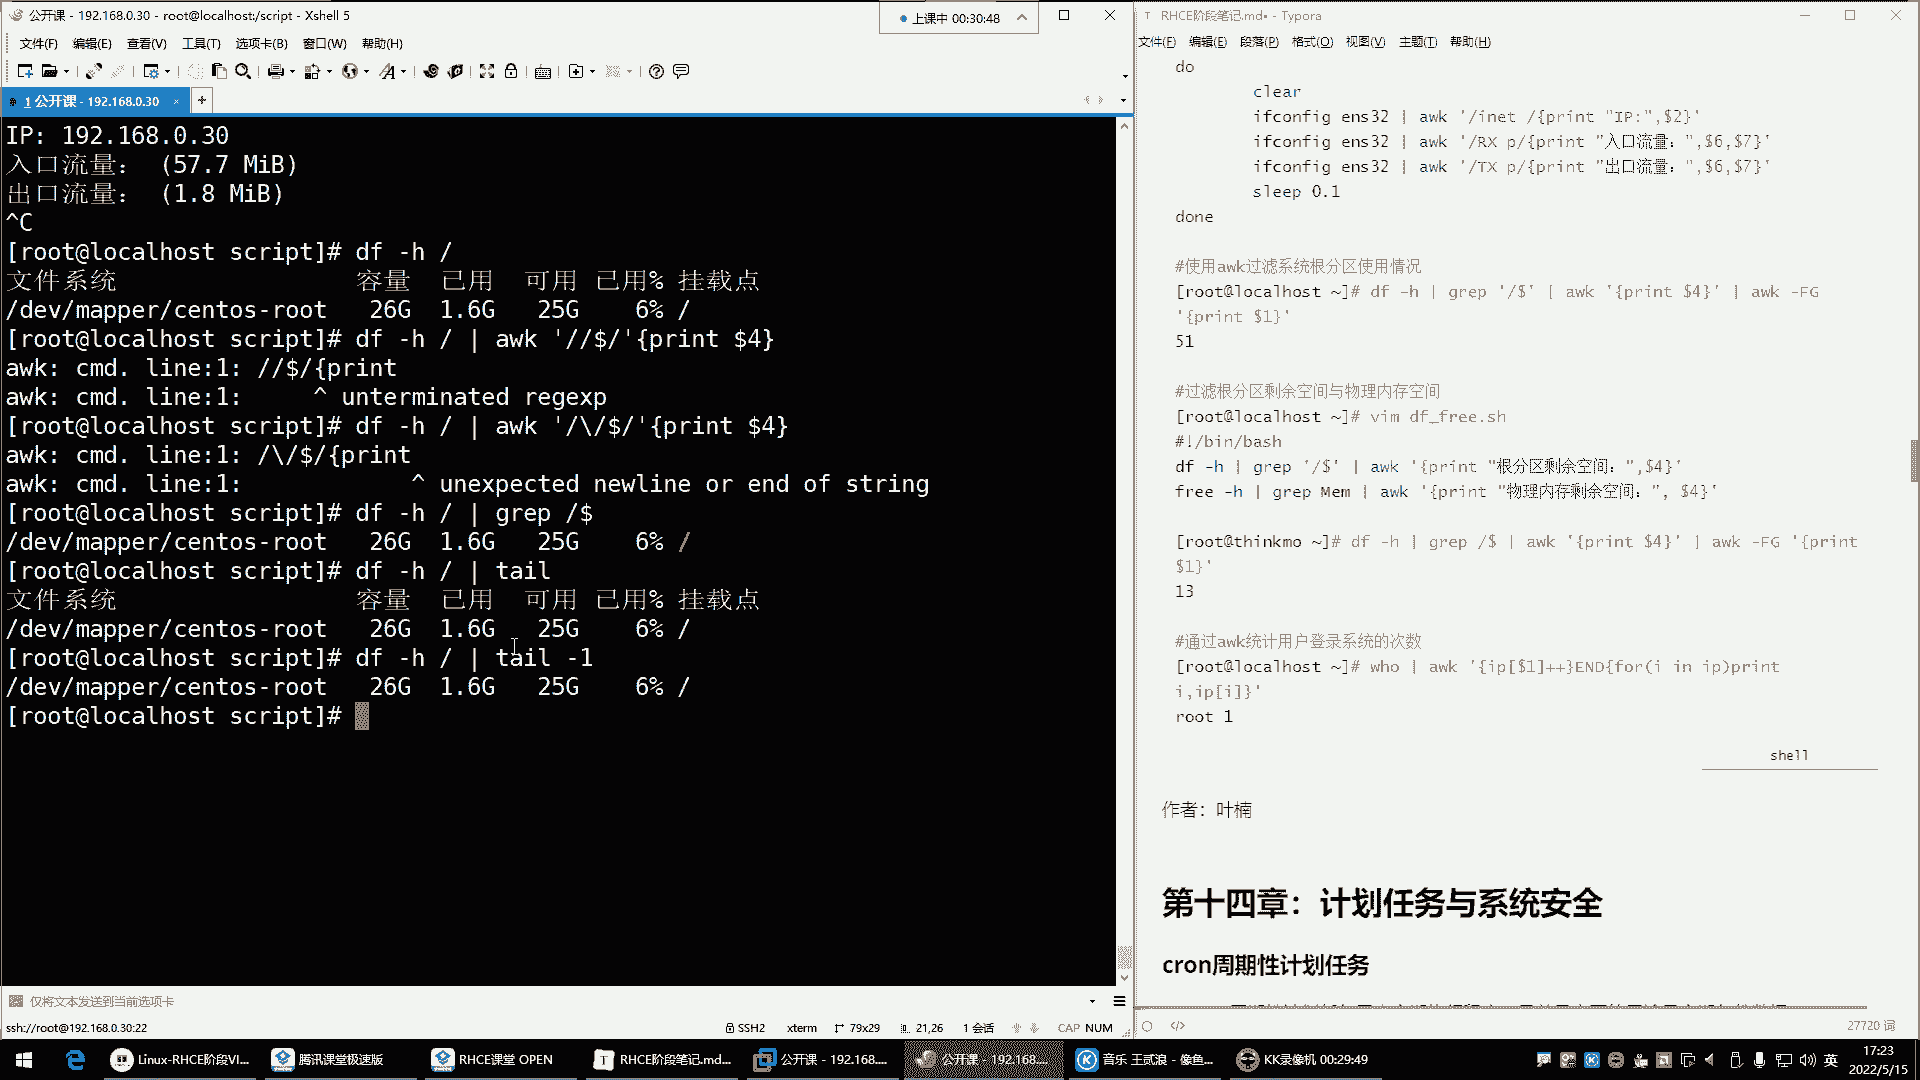 公开课 - 192.168.0.30 - root@localhost:/script - Xshell 5
上课中 00:30:48
文件(F) 编辑(E) 查看(V) 工具(T) 选项卡(B) 窗口(W) 帮助(H)
1 公开课 - 192.168.0.30
IP: 192.168.0.30
入口流量： (57.7 MiB)
出口流量： (1.8 MiB)
^C
[root@localhost script]# df -h /
文件系统 容量 已用 可用 已用% 挂载点
/dev/mapper/centos-root 26G 1.6G 25G 6% /
[root@localhost script]# df -h / | awk '//$/'{print $4}
awk: cmd. line:1: //$/{print
awk: cmd. line:1: ^ unterminated regexp
[root@localhost script]# df -h / | awk '/\/$/'{print $4}
awk: cmd. line:1: /\/$/{print
awk: cmd. line:1: ^ unexpected newline or end of string
[root@localhost script]# df -h / | grep /$
/dev/mapper/centos-root 26G 1.6G 25G 6% /
[root@localhost script]# df -h / | tail
文件系统 容量 已用 可用 已用% 挂载点
/dev/mapper/centos-root 26G 1.6G 25G 6% /
[root@localhost script]# df -h / | tail -1
/dev/mapper/centos-root 26G 1.6G 25G 6% /
[root@localhost script]#
仅将文本发送到当前选项卡
ssh://root@192.168.0.30:22 SSH2 xterm 79x29 21,26 1 会话 CAP NUM
RHCE阶段笔记.md• - Typora
文件(F) 编辑(E) 段落(P) 格式(O) 视图(V) 主题(T) 帮助(H)
do
clear
ifconfig ens32 | awk '/inet /{print "IP:",$2}'
ifconfig ens32 | awk '/RX p/{print "入口流量：",$6,$7}'
ifconfig ens32 | awk '/TX p/{print "出口流量：",$6,$7}'
sleep 0.1
done
#使用awk过滤系统根分区使用情况
[root@localhost ~]# df -h | grep '/$' | awk '{print $4}' | awk -FG
'{print $1}'
51
#过滤根分区剩余空间与物理内存空间
[root@localhost ~]# vim df_free.sh
#!/bin/bash
df -h | grep '/$' | awk '{print "根分区剩余空间：",$4}'
free -h | grep Mem | awk '{print "物理内存剩余空间：", $4}'
[root@thinkmo ~]# df -h | grep /$ | awk '{print $4}' | awk -FG '{print
$1}'
13
#通过awk统计用户登录系统的次数
[root@localhost ~]# who | awk '{ip[$1]++}END{for(i in ip)print
i,ip[i]}'
root 1
shell
作者：叶楠
第十四章：计划任务与系统安全
cron周期性计划任务
27720 词
Linux-RHCE阶段VI... 腾讯课堂极速版 RHCE课堂 OPEN RHCE阶段笔记.md... 公开课 - 192.168.... 公开课 - 192.168.... 音乐 王贰浪 - 像鱼... KK录像机 00:29:49 英 17:23
2022/5/15